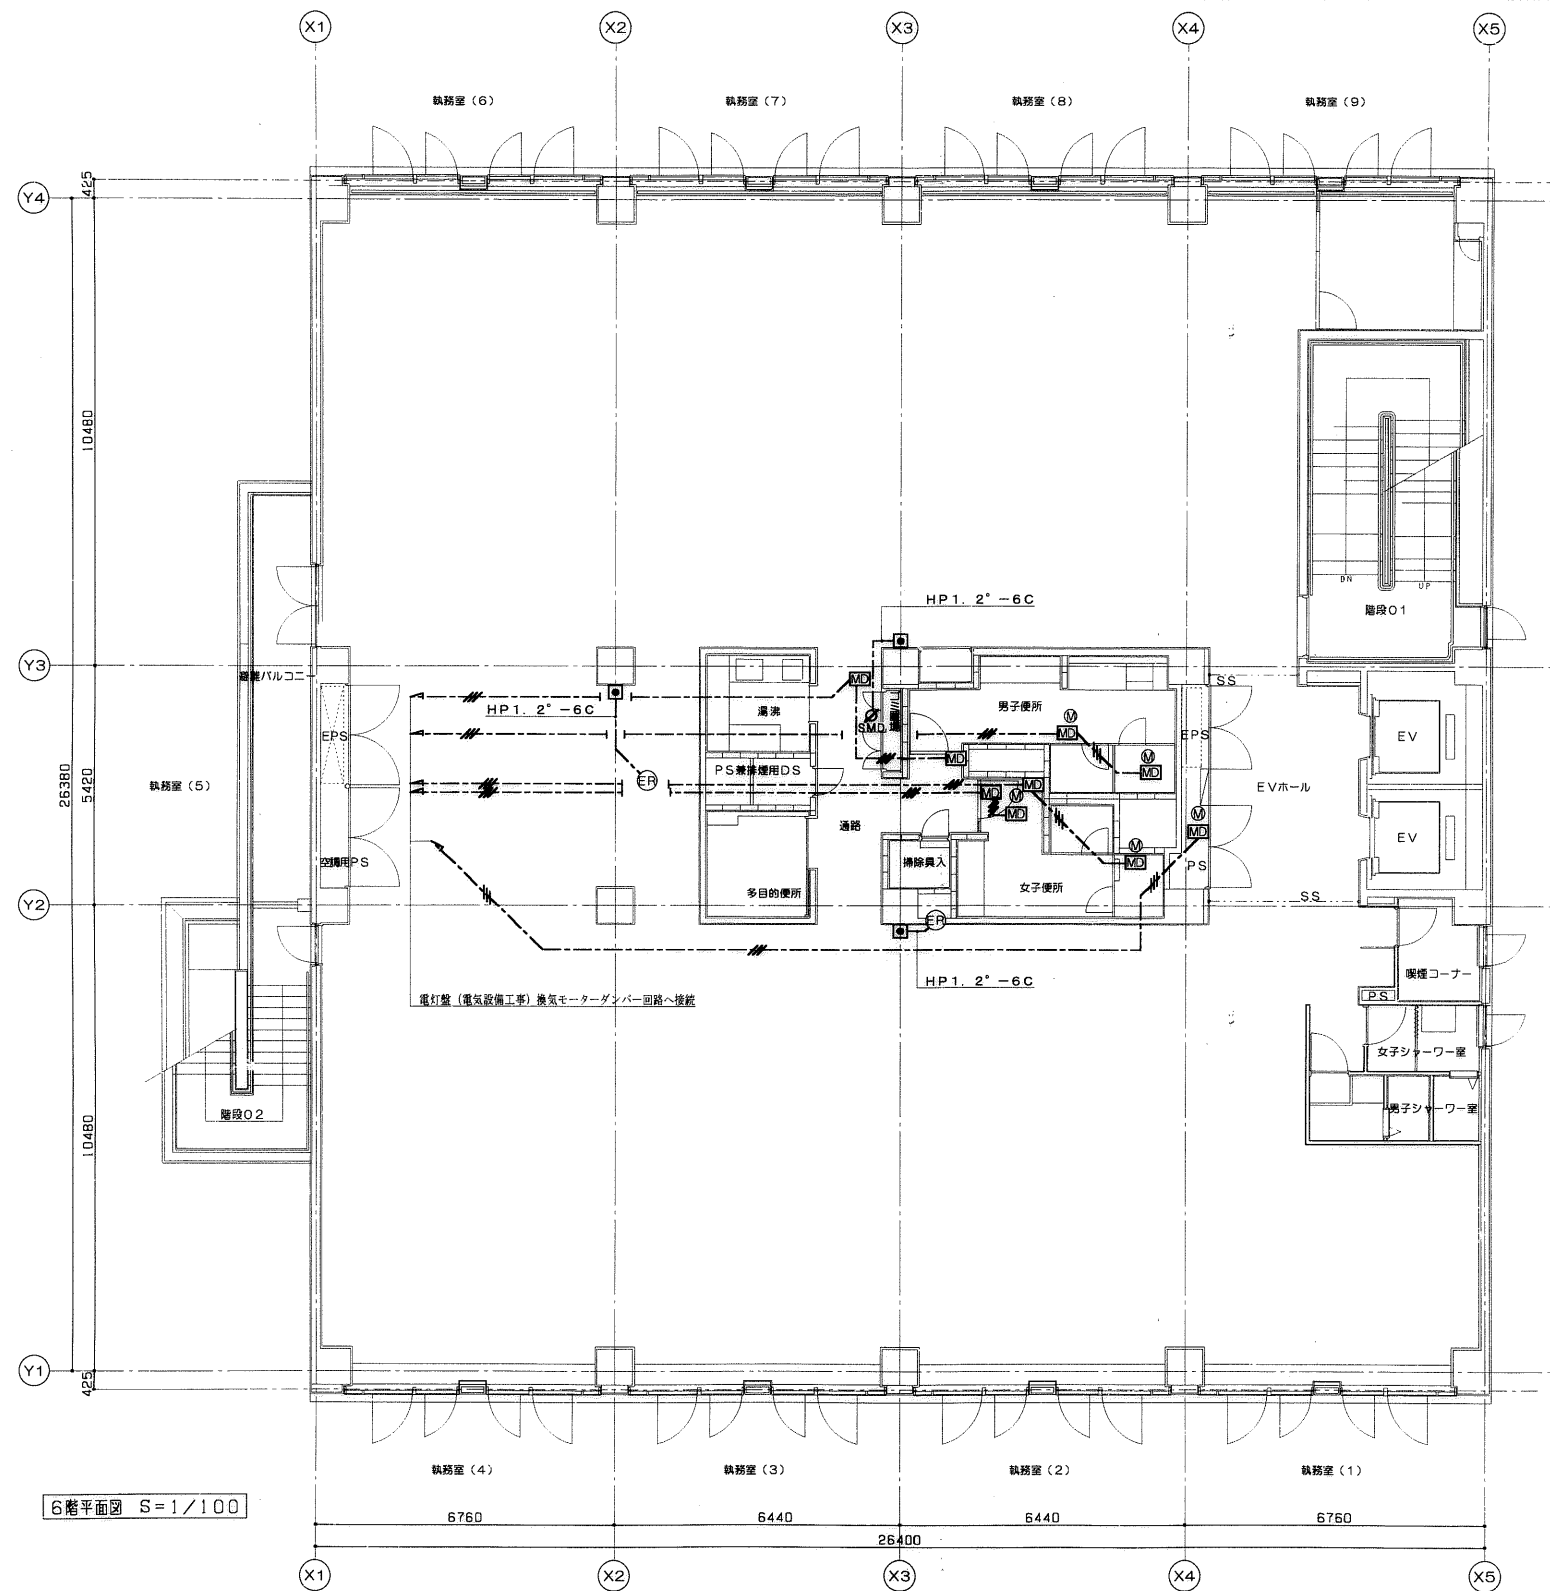 X1
X2
X3
X4
X5
執務室（6）
執務室（7）
執務室（8）
執務室（9）
425
Y4
10480
DN
UP
階段01
HP1. 2°-6C
Y3
避難バルコニー
MD
SS
湯沸
男子便所
M
HP1. 2°-6C
SMD
MD
EPS
EPS
EV
MD
M
MD
PS兼排煙用DS
ER
執務室（5）
26380
5420
EVホール
MD
MD
M
MD
M
MD
通路
EV
M
MD
空調用PS
掃除具入
PS
女子便所
多目的便所
Y2
SS
ER
喫煙コーナー
HP1. 2°-6C
PS
電灯盤（電気設備工事）換気モーターダンパー回路へ接続
女子シャワー室
男子シャワー室
階段02
10480
Y1
425
執務室（4）
執務室（3）
執務室（2）
執務室（1）
6階平面図 S=1/100
6760
6440
6440
6760
26400
X1
X2
X3
X4
X5